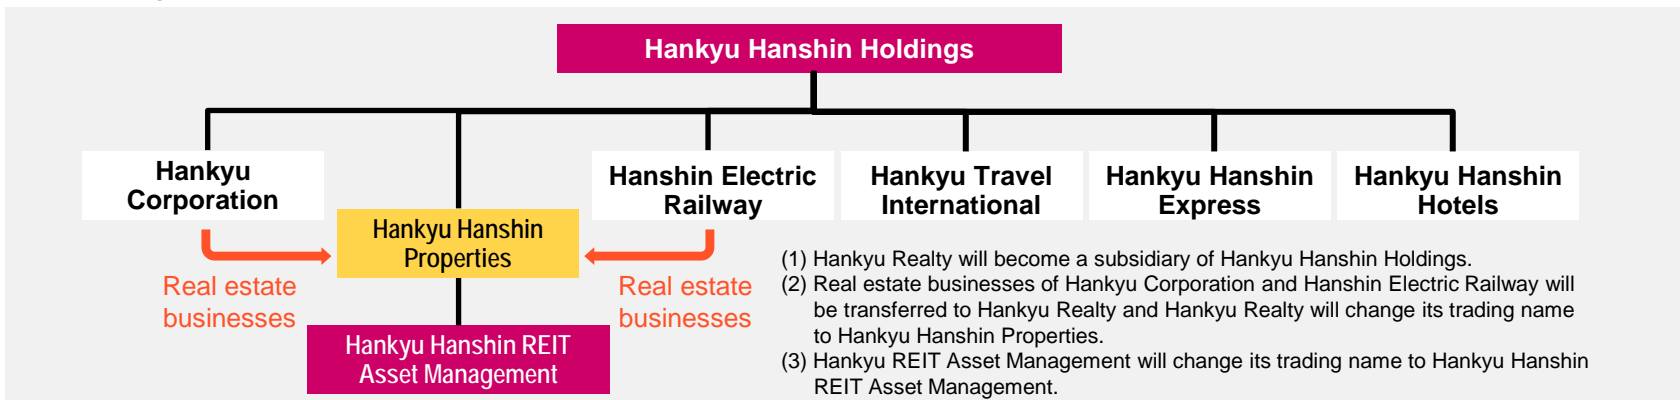 Hankyu Hanshin Holdings
Hankyu
Corporation
Hanshin Electric
Railway
Hankyu Travel
International
Hankyu Hanshin
Express
Hankyu Hanshin
Hotels
Hankyu Hanshin
Properties
Real estate
businesses
Real estate
businesses
Hankyu Hanshin REIT
Asset Management
(1) Hankyu Realty will become a subsidiary of Hankyu Hanshin Holdings.
(2) Real estate businesses of Hankyu Corporation and Hanshin Electric Railway will
be transferred to Hankyu Realty and Hankyu Realty will change its trading name
to Hankyu Hanshin Properties.
(3) Hankyu REIT Asset Management will change its trading name to Hankyu Hanshin
REIT Asset Management.